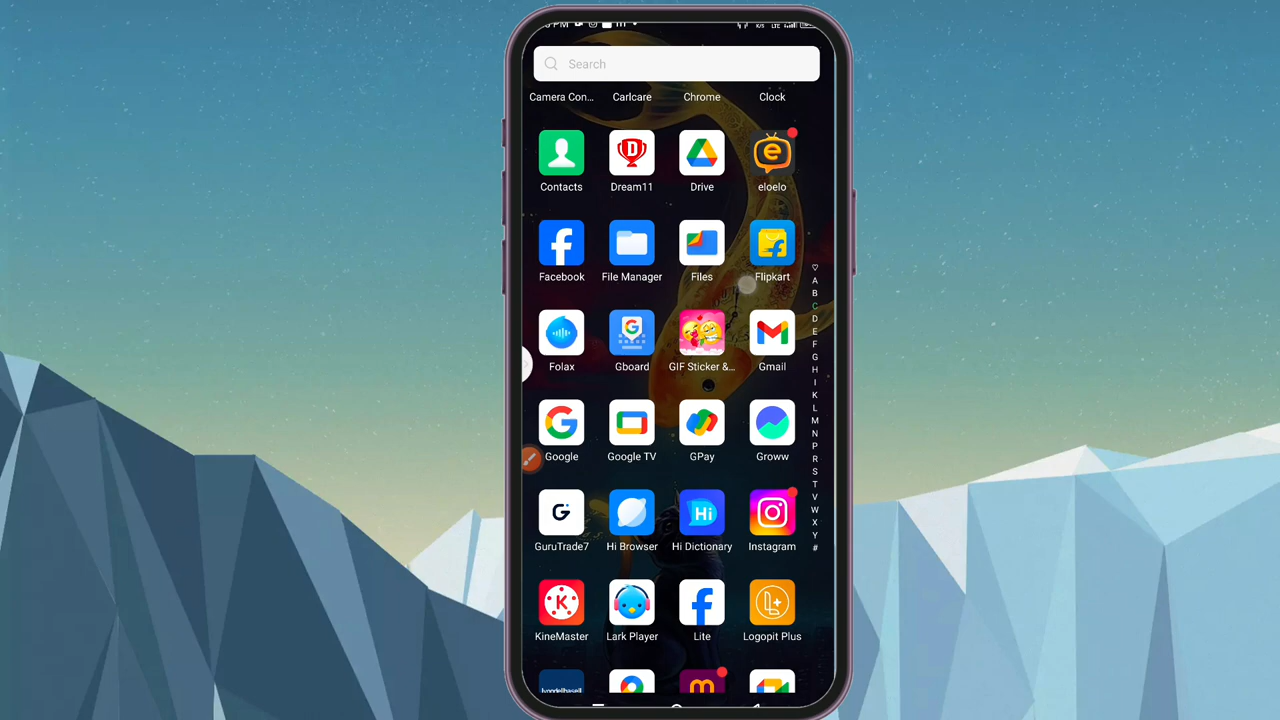 Search
Camera Con... Carlcare Chrome Clock
Contacts Dream11 Drive eloelo
Facebook File Manager Files Flipkart
Folax Gboard GIF Sticker &... Gmail
Google Google TV GPay Groww
GuruTrade7 Hi Browser Hi Dictionary Instagram
KineMaster Lark Player Lite Logopit Plus
♡
A
B
C
D
E
F
G
H
I
K
L
M
N
P
R
S
T
V
W
X
Y
#